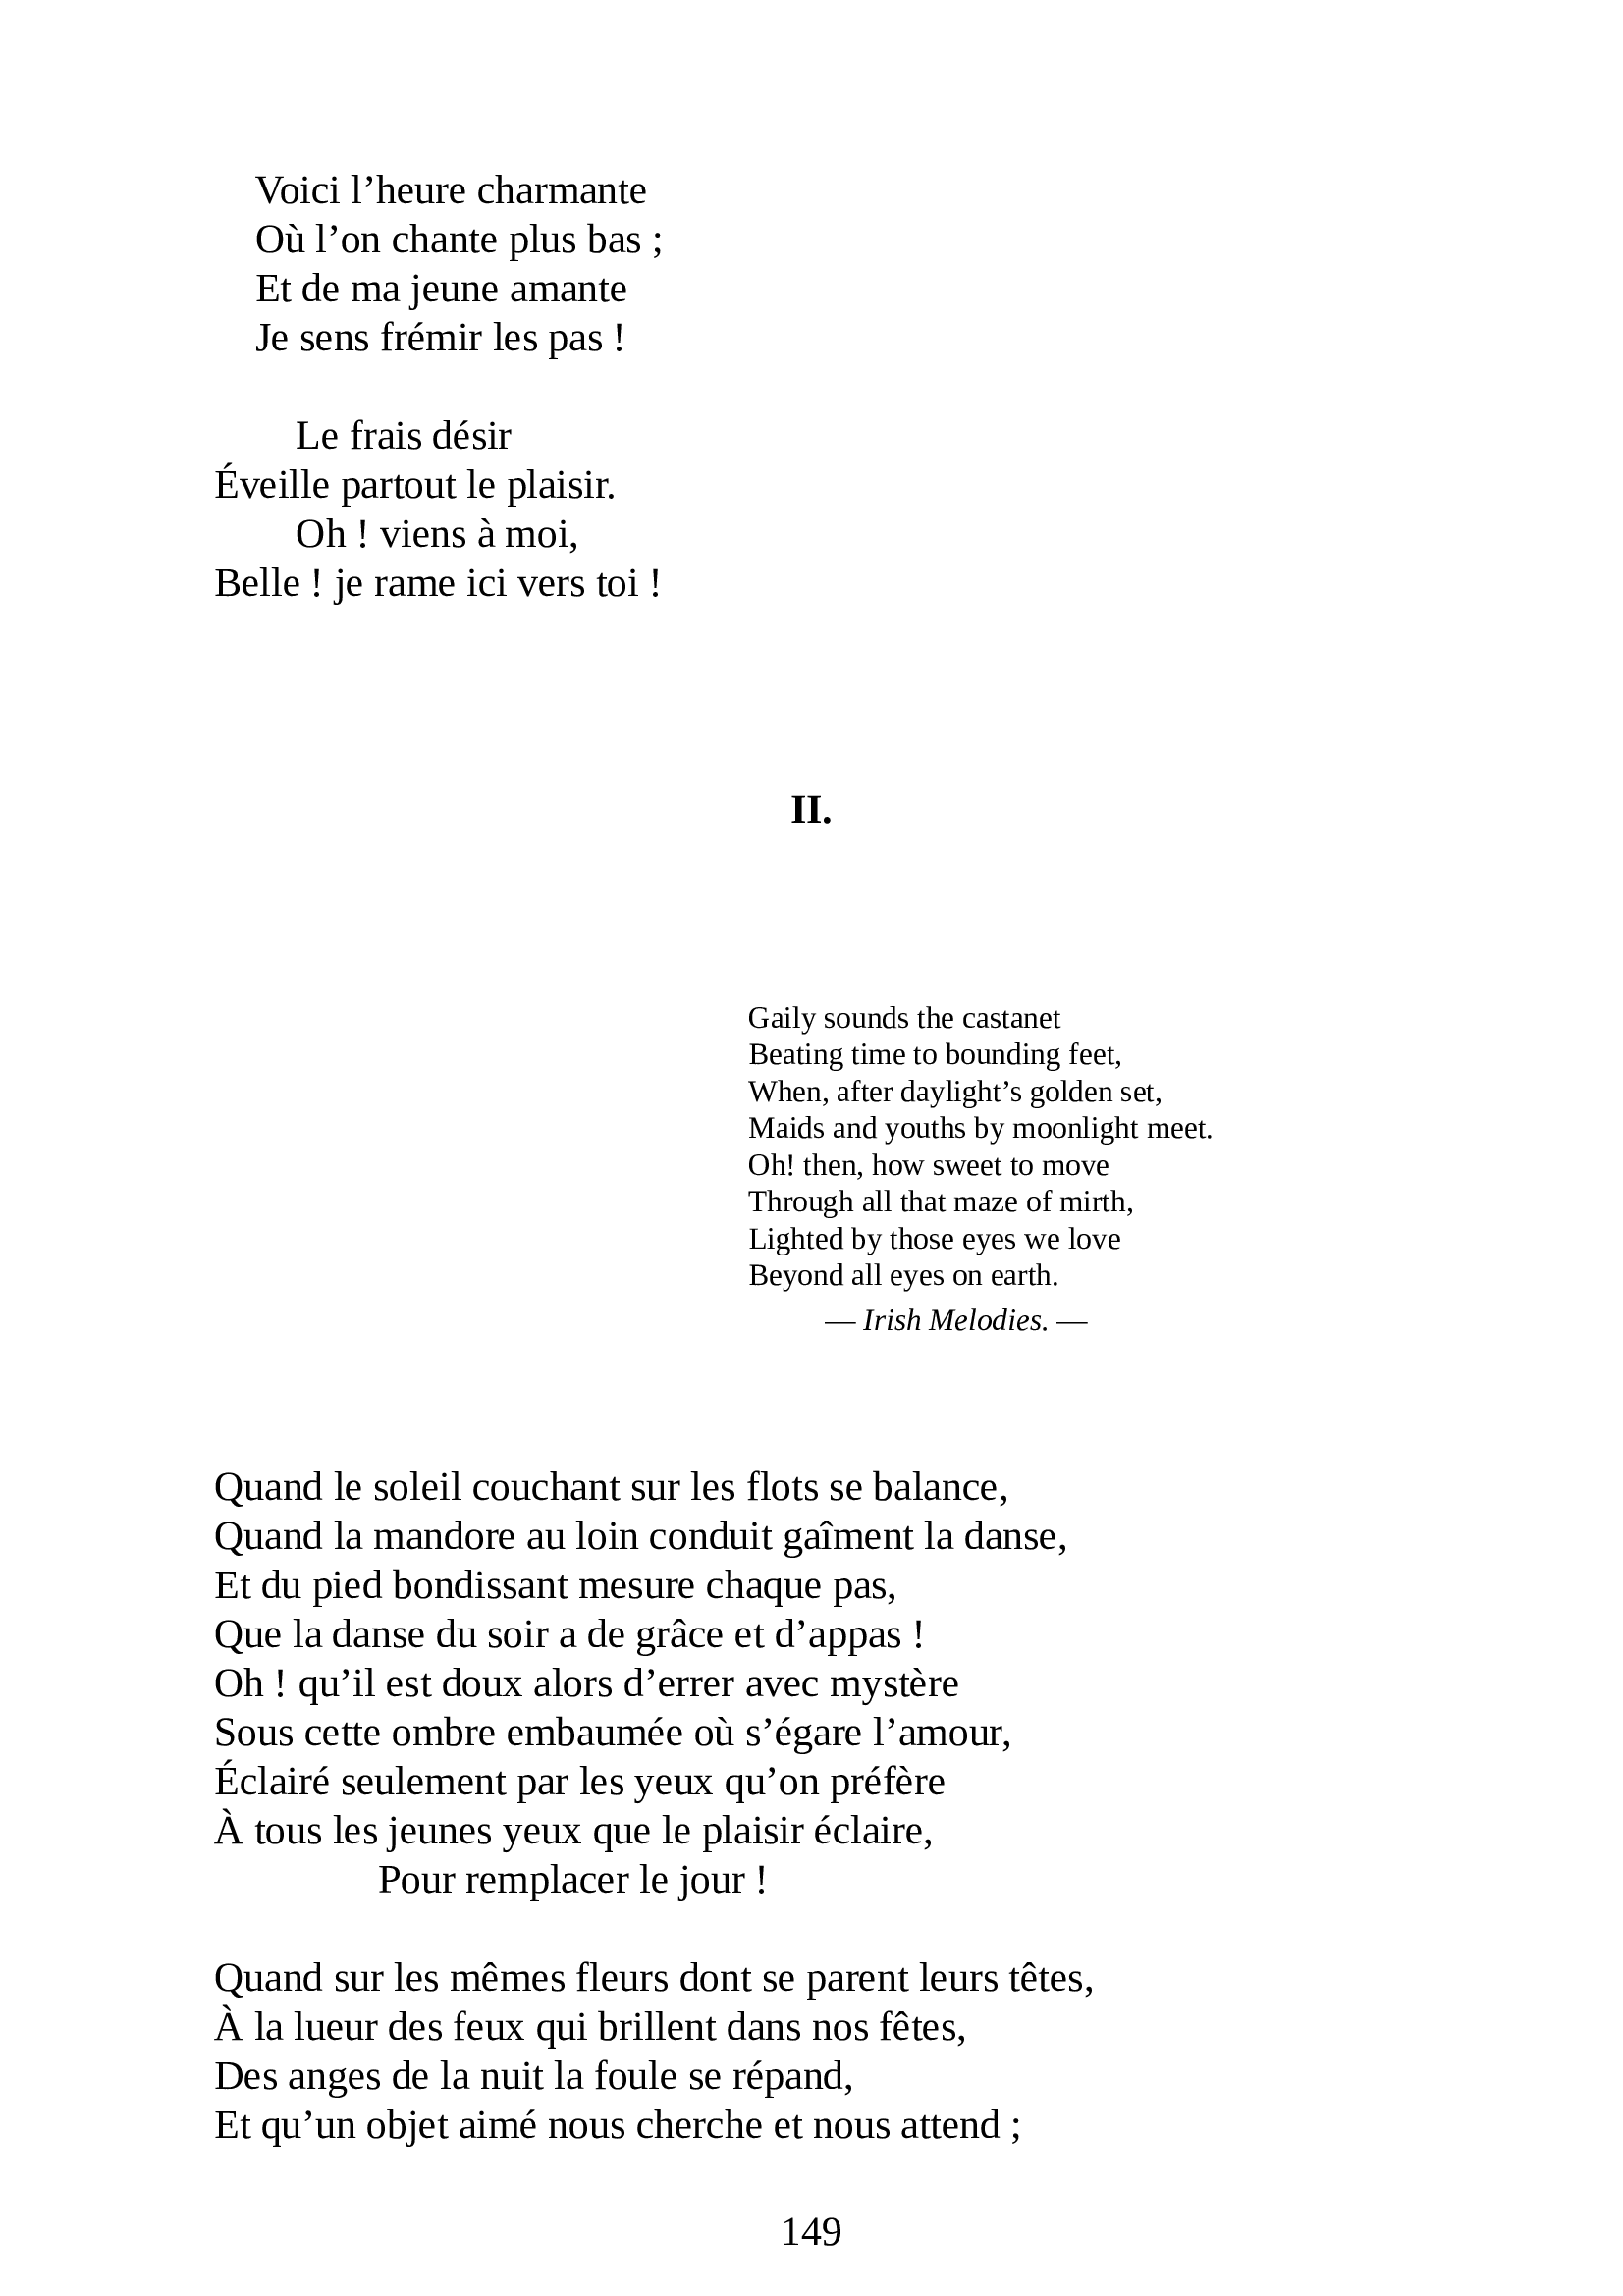 Voici l’heure charmante
Où l’on chante plus bas ;
Et de ma jeune amante
Je sens frémir les pas !
Le frais désir
Éveille partout le plaisir.
Oh ! viens à moi,
Belle ! je rame ici vers toi !
II.
Gaily sounds the castanet
Beating time to bounding feet,
When, after daylight’s golden set,
Maids and youths by moonlight meet.
Oh! then, how sweet to move
Through all that maze of mirth,
Lighted by those eyes we love
Beyond all eyes on earth.
— Irish Melodies. —
Quand le soleil couchant sur les flots se balance,
Quand la mandore au loin conduit gaîment la danse,
Et du pied bondissant mesure chaque pas,
Que la danse du soir a de grâce et d’appas !
Oh ! qu’il est doux alors d’errer avec mystère
Sous cette ombre embaumée où s’égare l’amour,
Éclairé seulement par les yeux qu’on préfère
À tous les jeunes yeux que le plaisir éclaire,
Pour remplacer le jour !
Quand sur les mêmes fleurs dont se parent leurs têtes,
À la lueur des feux qui brillent dans nos fêtes,
Des anges de la nuit la foule se répand,
Et qu’un objet aimé nous cherche et nous attend ;
149